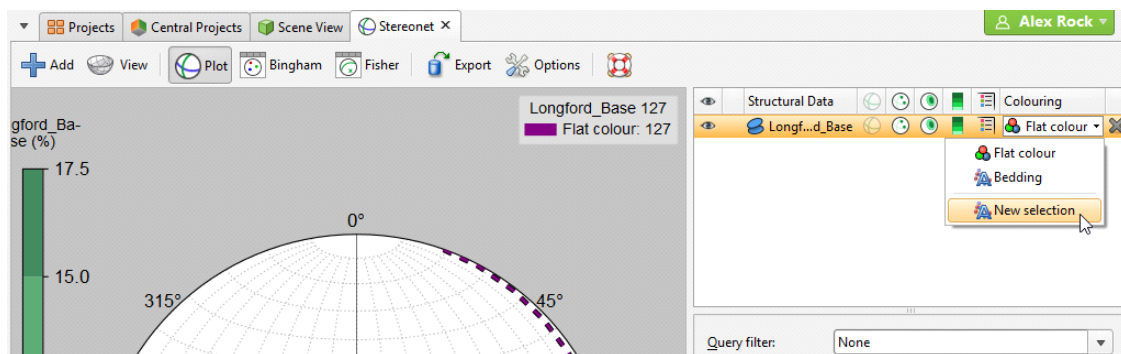 Projects Central Projects Scene View Stereonet Alex Rock
Add View Plot Bingham Fisher Export Options
Longford_Base 127
Flat colour: 127
gford_Ba-
se (%)
17.5
15.0
0°
315°
45°
Structural Data Colouring
Longf...d_Base Flat colour
Flat colour
Bedding
New selection
Query filter: None